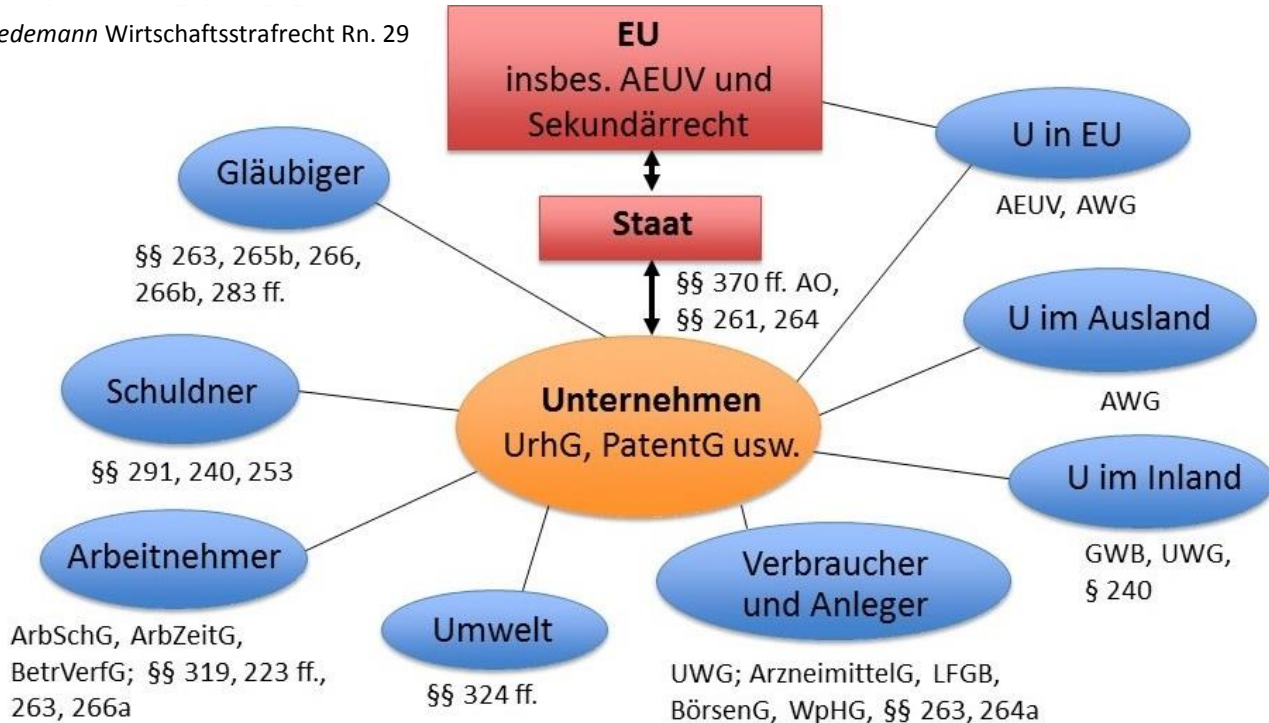 edemann Wirtschaftsstrafrecht Rn. 29
EU
insbes. AEUV und
Sekundärrecht
U in EU
AEUV, AWG
Gläubiger
§§ 263, 265b, 266,
266b, 283 ff.
Staat
§§ 370 ff. AO,
§§ 261, 264
U im Ausland
AWG
Schuldner
§§ 291, 240, 253
Unternehmen
UrhG, PatentG usw.
U im Inland
GWB, UWG,
§ 240
Arbeitnehmer
ArbSchG, ArbZeitG,
BetrVerfG; §§ 319, 223 ff.,
263, 266a
Umwelt
§§ 324 ff.
Verbraucher
und Anleger
UWG; ArzneimittelG, LFGB,
BörsenG, WpHG, §§ 263, 264a